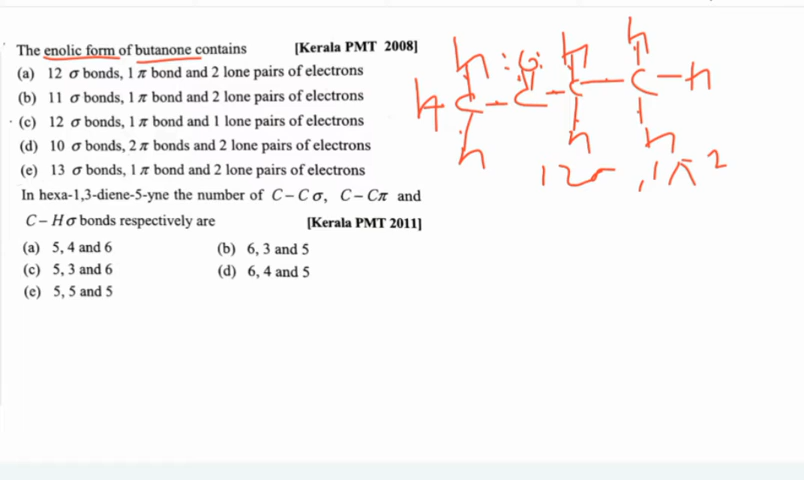 The enolic form of butanone contains [Kerala PMT 2008]
(a) 12 σ bonds, 1 π bond and 2 lone pairs of electrons
(b) 11 σ bonds, 1 π bond and 2 lone pairs of electrons
(c) 12 σ bonds, 1 π bond and 1 lone pairs of electrons
(d) 10 σ bonds, 2 π bonds and 2 lone pairs of electrons
(e) 13 σ bonds, 1 π bond and 2 lone pairs of electrons
In hexa-1,3-diene-5-yne the number of C – C σ, C – C π and
C – H σ bonds respectively are [Kerala PMT 2011]
(a) 5, 4 and 6 (b) 6, 3 and 5
(c) 5, 3 and 6 (d) 6, 4 and 5
(e) 5, 5 and 5
h :O: h h
H C – C – C – C – h
h h h
12σ, 1π 2